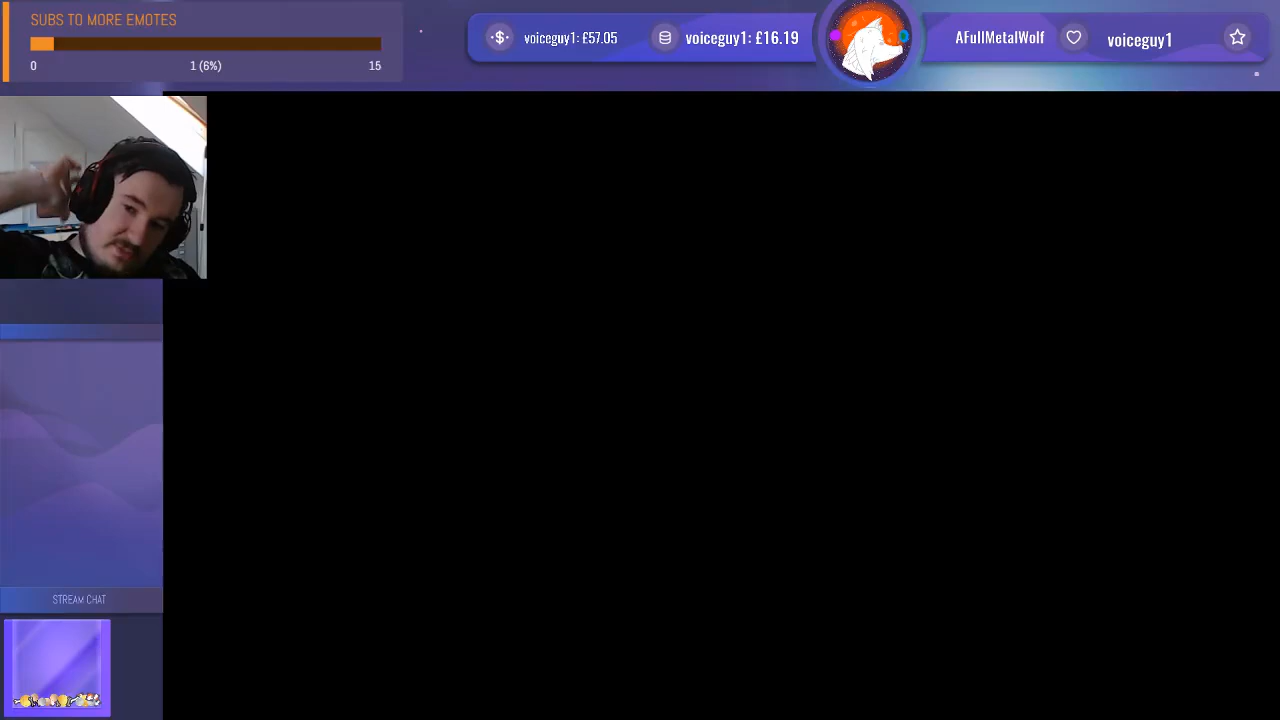 SUBS TO MORE EMOTES
0 1 (6%) 15
voiceguy1: £57.05
voiceguy1: £16.19
AFullMetalWolf
voiceguy1
STREAM CHAT